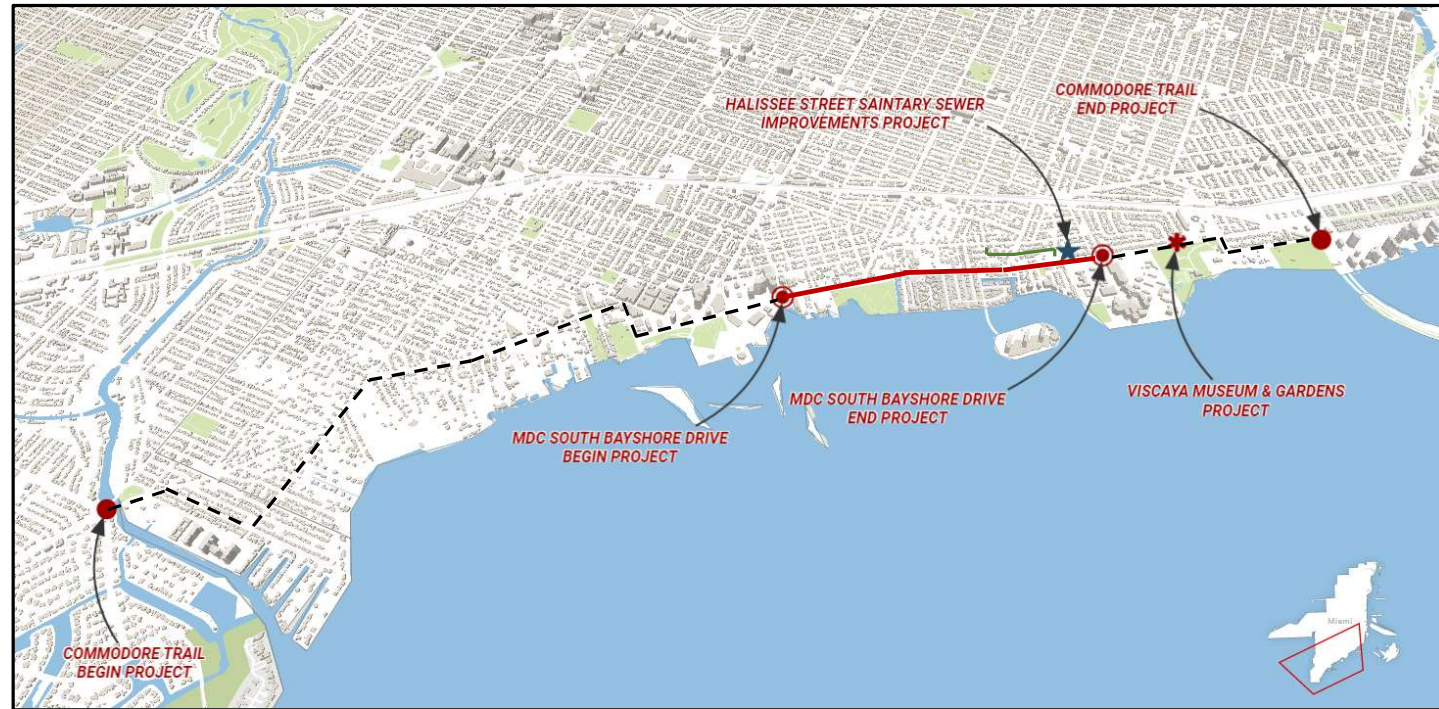 HALISSEE STREET SAINTARY SEWER
IMPROVEMENTS PROJECT
COMMODORE TRAIL
END PROJECT
MDC SOUTH BAYSHORE DRIVE
BEGIN PROJECT
MDC SOUTH BAYSHORE DRIVE
END PROJECT
VISCAYA MUSEUM & GARDENS
PROJECT
COMMODORE TRAIL
BEGIN PROJECT
Miami